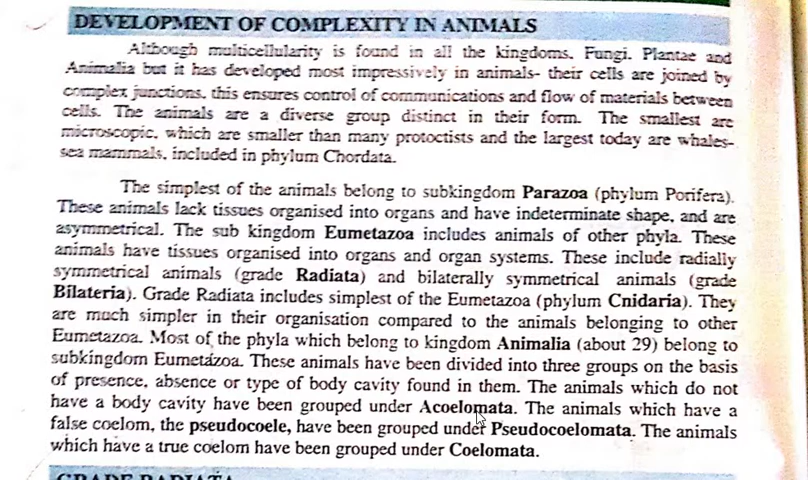 DEVELOPMENT OF COMPLEXITY IN ANIMALS
Although multicellularity is found in all the kingdoms. Fungi. Plantae and
Animalia but it has developed most impressively in animals- their cells are joined by
complex junctions, this ensures control of communications and flow of materials between
cells. The animals are a diverse group distinct in their form. The smallest are
microscopic, which are smaller than many protoctists and the largest today are whales-
sea mammals, included in phylum Chordata.
The simplest of the animals belong to subkingdom Parazoa (phylum Porifera).
These animals lack tissues organised into organs and have indeterminate shape, and are
asymmetrical. The sub kingdom Eumetazoa includes animals of other phyla. These
animals have tissues organised into organs and organ systems. These include radially
symmetrical animals (grade Radiata) and bilaterally symmetrical animals (grade
Bilateria). Grade Radiata includes simplest of the Eumetazoa (phylum Cnidaria). They
are much simpler in their organisation compared to the animals belonging to other
Eumetazoa. Most of the phyla which belong to kingdom Animalia (about 29) belong to
subkingdom Eumetazoa. These animals have been divided into three groups on the basis
of presence, absence or type of body cavity found in them. The animals which do not
have a body cavity have been grouped under Acoelomata. The animals which have a
false coelom, the pseudocoele, have been grouped under Pseudocoelomata. The animals
which have a true coelom have been grouped under Coelomata.
GRADE RADIATA